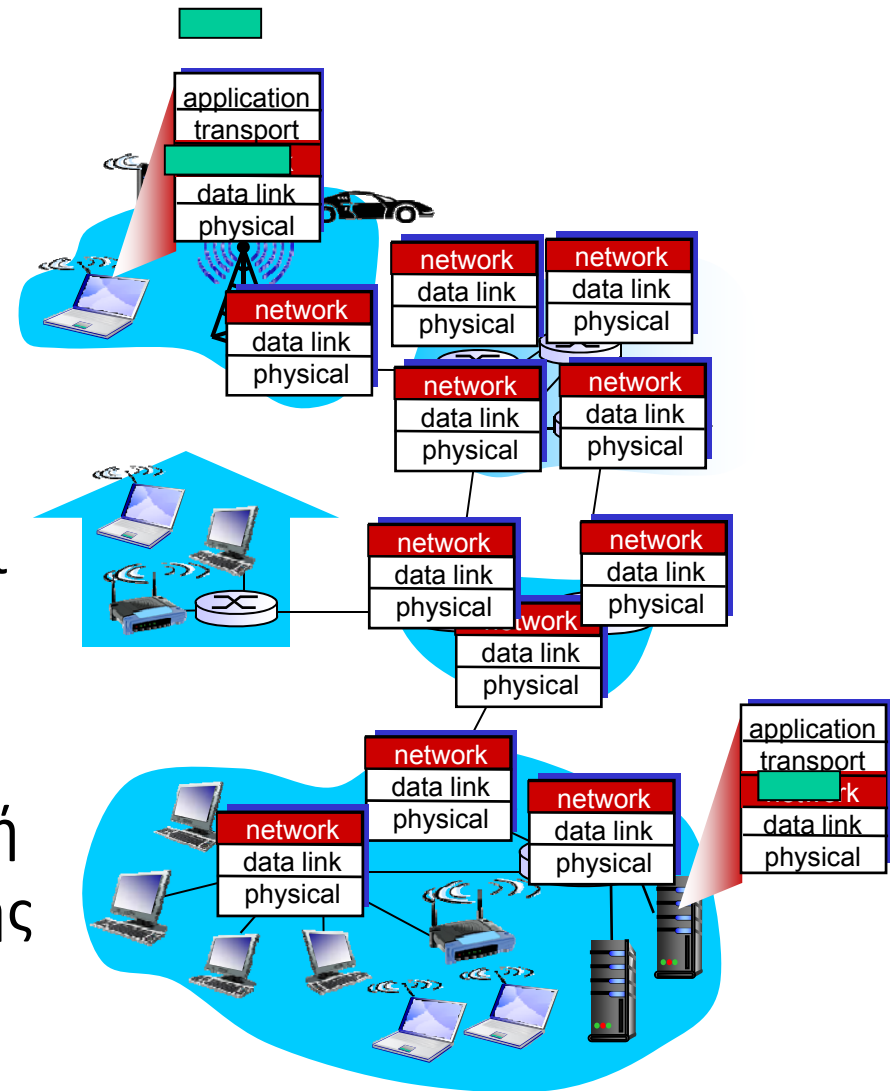 application
transport
data link
physical
network
data link
physical
network
data link
physical
network
data link
physical
network
data link
physical
network
data link
physical
network
data link
physical
network
data link
physical
network
data link
physical
application
transport
data link
physical
network
data link
physical
network
data link
physical
network
data link
physical
ή
ης